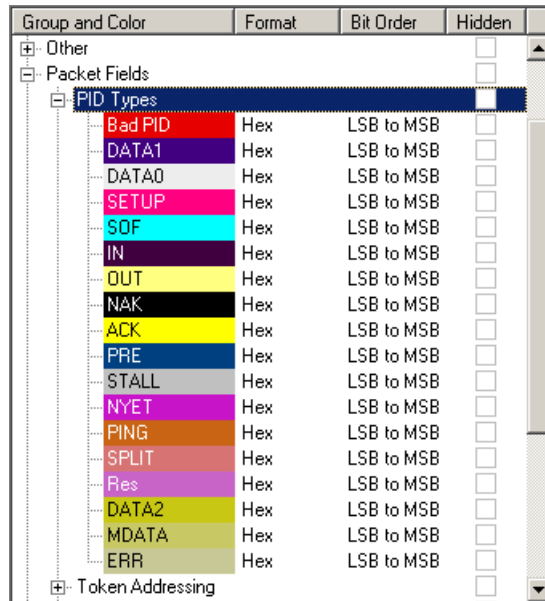 Group and Color Format Bit Order Hidden
Other
Packet Fields
PID Types
Bad PID Hex LSB to MSB
DATA1 Hex LSB to MSB
DATA0 Hex LSB to MSB
SETUP Hex LSB to MSB
SOF Hex LSB to MSB
IN Hex LSB to MSB
OUT Hex LSB to MSB
NAK Hex LSB to MSB
ACK Hex LSB to MSB
PRE Hex LSB to MSB
STALL Hex LSB to MSB
NYET Hex LSB to MSB
PING Hex LSB to MSB
SPLIT Hex LSB to MSB
Res Hex LSB to MSB
DATA2 Hex LSB to MSB
MDATA Hex LSB to MSB
ERR Hex LSB to MSB
Token Addressing